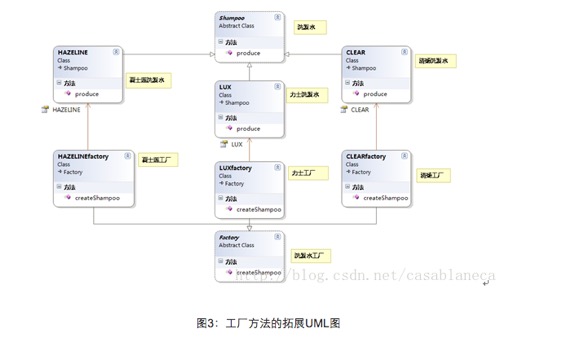 Shampoo
Abstract Class
方法
produce
洗发水
HAZELINE
Class
Shampoo
方法
produce
夏士莲洗发水
LUX
Class
Shampoo
方法
produce
力士洗发水
CLEAR
Class
Shampoo
方法
produce
清扬洗发水
HAZELINE
LUX
CLEAR
HAZELINEfactory
Class
Factory
方法
createShampoo
夏士莲工厂
LUXfactory
Class
Factory
方法
createShampoo
力士工厂
CLEARfactory
Class
Factory
方法
createShampoo
清扬工厂
Factory
Abstract Class
方法
createShampoo
洗发水工厂
http://blog.csdn.net/casablaneca
图3：工厂方法的拓展UML图